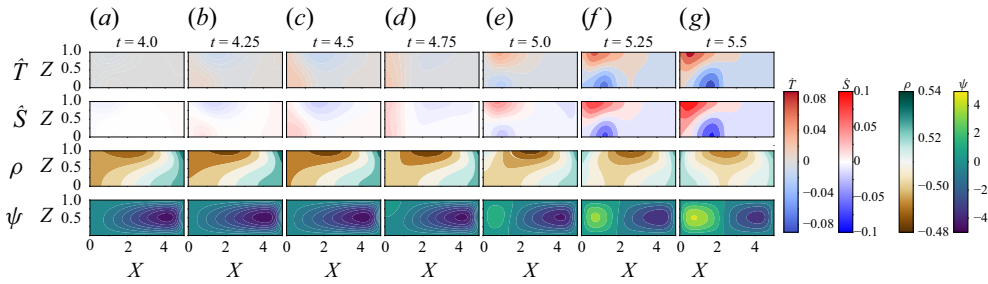 (a) (b) (c) (d) (e) (f) (g)
t = 4.0 t = 4.25 t = 4.5 t = 4.75 t = 5.0 t = 5.25 t = 5.5
T̂ Z 1.0 0.5 0
Ŝ Z 1.0 0.5 0
ρ Z 1.0 0.5 0
ψ Z 1.0 0.5
0 2 4 0 2 4 0 2 4 0 2 4 0 2 4 0 2 4 0 2 4
X X X X X X X
T̂ Ŝ ρ ψ
0.08 0.04 0 −0.04 −0.08
0.1 0.05 0 −0.05 −0.1
0.54 0.52 −0.50 −0.48
4 2 0 −2 −4